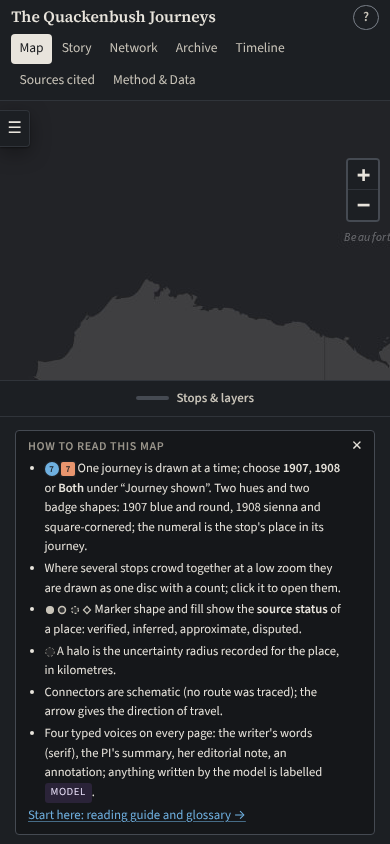 The Quackenbush Journeys
?
Map Story Network Archive Timeline
Sources cited Method & Data
☰
+
−
Beaufort
Stops & layers
HOW TO READ THIS MAP ✕
• 7 7 One journey is drawn at a time; choose 1907, 1908
or Both under “Journey shown”. Two hues and two
badge shapes: 1907 blue and round, 1908 sienna and
square-cornered; the numeral is the stop's place in its
journey.
• Where several stops crowd together at a low zoom they
are drawn as one disc with a count; click it to open them.
• Marker shape and fill show the source status of
a place: verified, inferred, approximate, disputed.
• A halo is the uncertainty radius recorded for the place,
in kilometres.
• Connectors are schematic (no route was traced); the
arrow gives the direction of travel.
• Four typed voices on every page: the writer's words
(serif), the PI's summary, her editorial note, an
annotation; anything written by the model is labelled
MODEL .
Start here: reading guide and glossary →